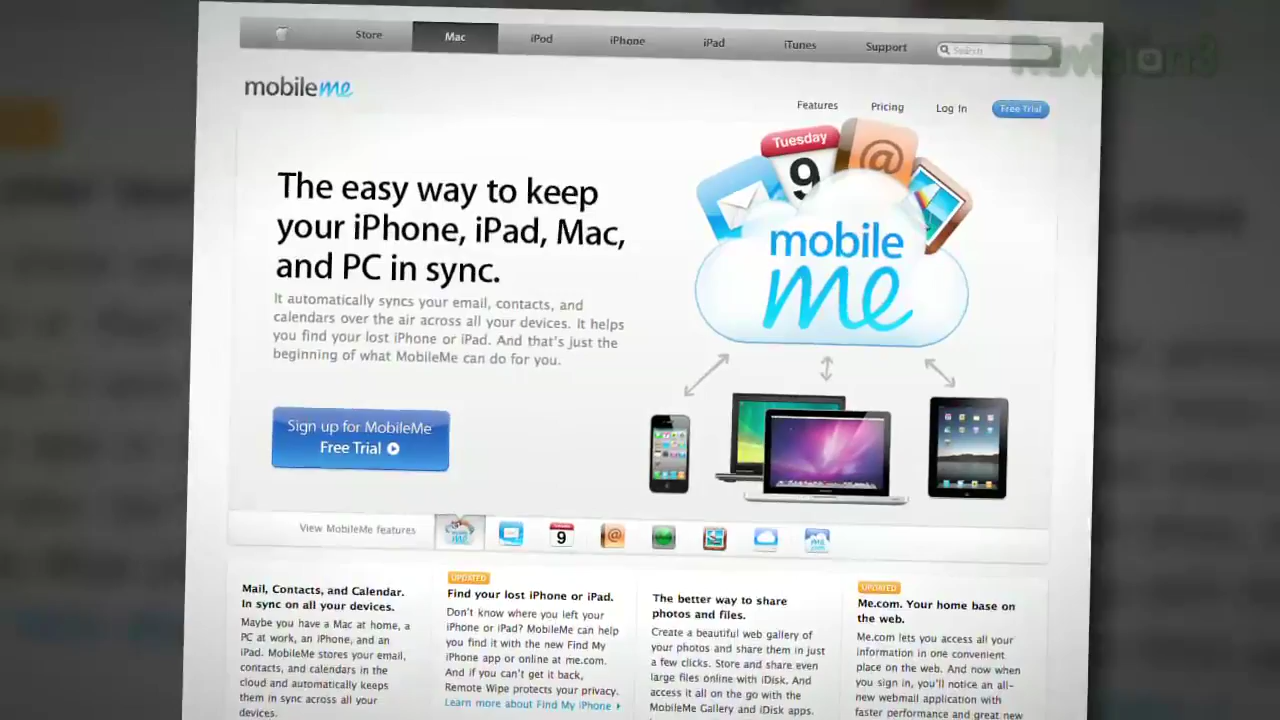 Store Mac iPod iPhone iPad iTunes Support Search
Revision3
mobileme
Features Pricing Log In Free Trial
The easy way to keep
your iPhone, iPad, Mac,
and PC in sync.
It automatically syncs your email, contacts, and
calendars over the air across all your devices. It helps
you find your lost iPhone or iPad. And that's just the
beginning of what MobileMe can do for you.
Sign up for MobileMe
Free Trial
Tuesday
9
@
mobile
me
View MobileMe features
mobile
me
9
@
me
Mail, Contacts, and Calendar.
In sync on all your devices.
Maybe you have a Mac at home, a
PC at work, an iPhone, and an
iPad. MobileMe stores your email,
contacts, and calendars in the
cloud and automatically keeps
them in sync across all your
devices.
UPDATED
Find your lost iPhone or iPad.
Don't know where you left your
iPhone or iPad? MobileMe can help
you find it with the new Find My
iPhone app or online at me.com.
And if you can't get it back,
Remote Wipe protects your privacy.
Learn more about Find My iPhone
The better way to share
photos and files.
Create a beautiful web gallery of
your photos and share them in just
a few clicks. Store and share even
large files online with iDisk. And
access it all on the go with the
MobileMe Gallery and iDisk apps.
UPDATED
Me.com. Your home base on
the web.
Me.com lets you access all your
information in one convenient
place on the web. And now when
you sign in, you'll notice an all-
new webmail application with
faster performance and great new